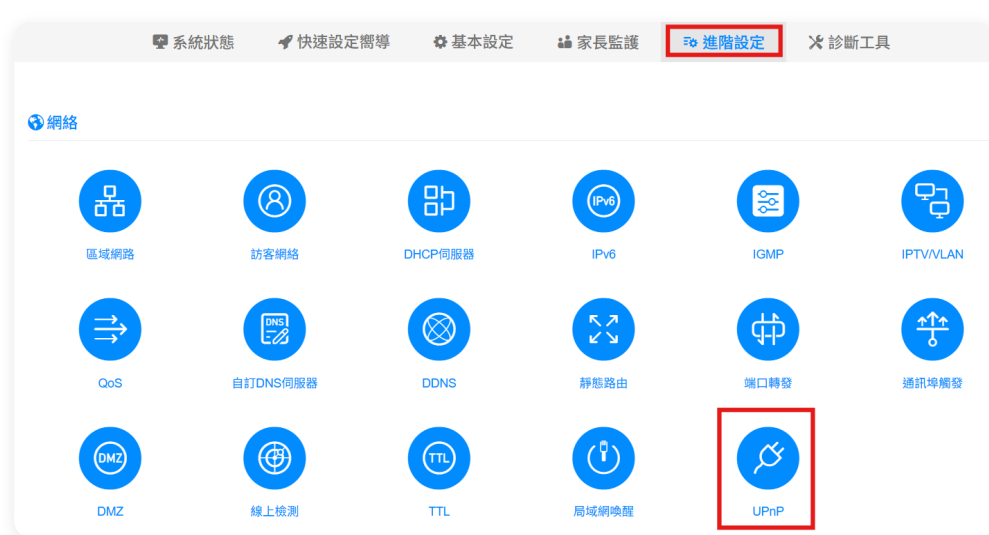 系統狀態 快速設定嚮導 基本設定 家長監護 進階設定 診斷工具
網絡
IPv6
區域網路 訪客網絡 DHCP伺服器 IPv6 IGMP IPTV/VLAN
DNS
QoS 自訂DNS伺服器 DDNS 靜態路由 端口轉發 通訊埠觸發
DMZ TTL
DMZ 線上檢測 TTL 局域網喚醒 UPnP